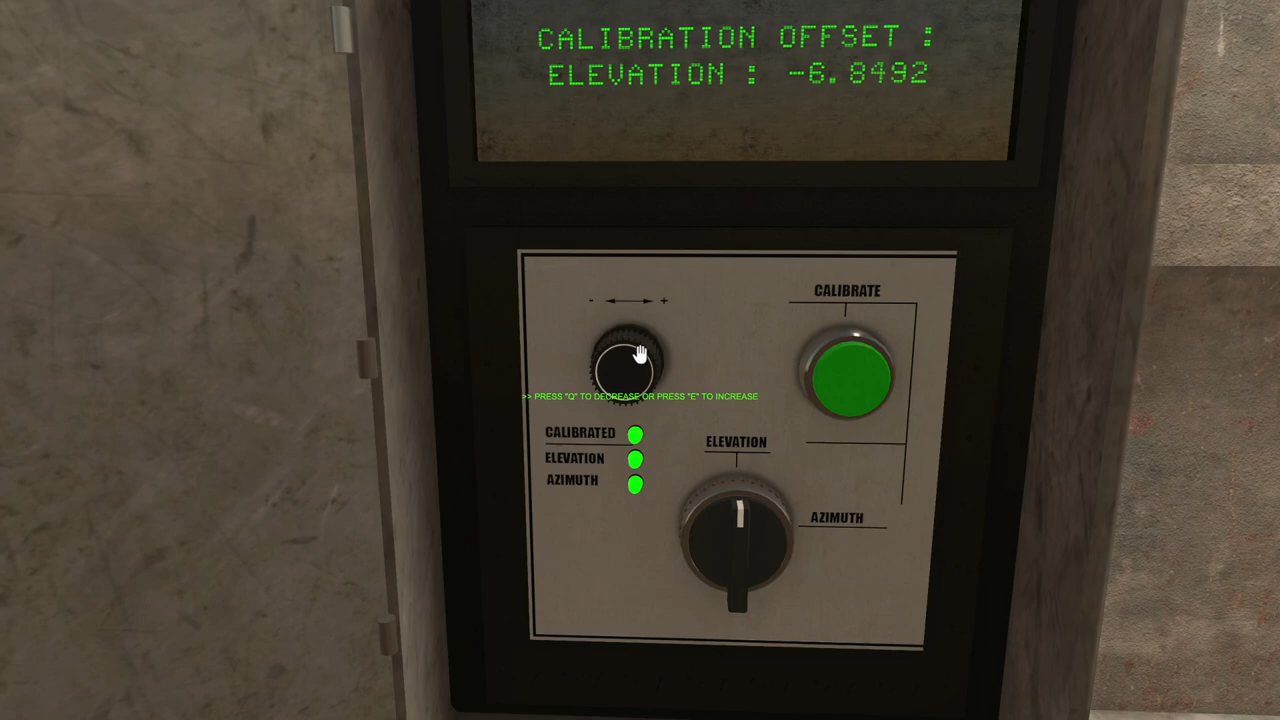 CALIBRATION OFFSET :
ELEVATION : -6.8492
- +
CALIBRATE
>> PRESS "Q" TO DECREASE OR PRESS "E" TO INCREASE
CALIBRATED
ELEVATION
ELEVATION
AZIMUTH
AZIMUTH